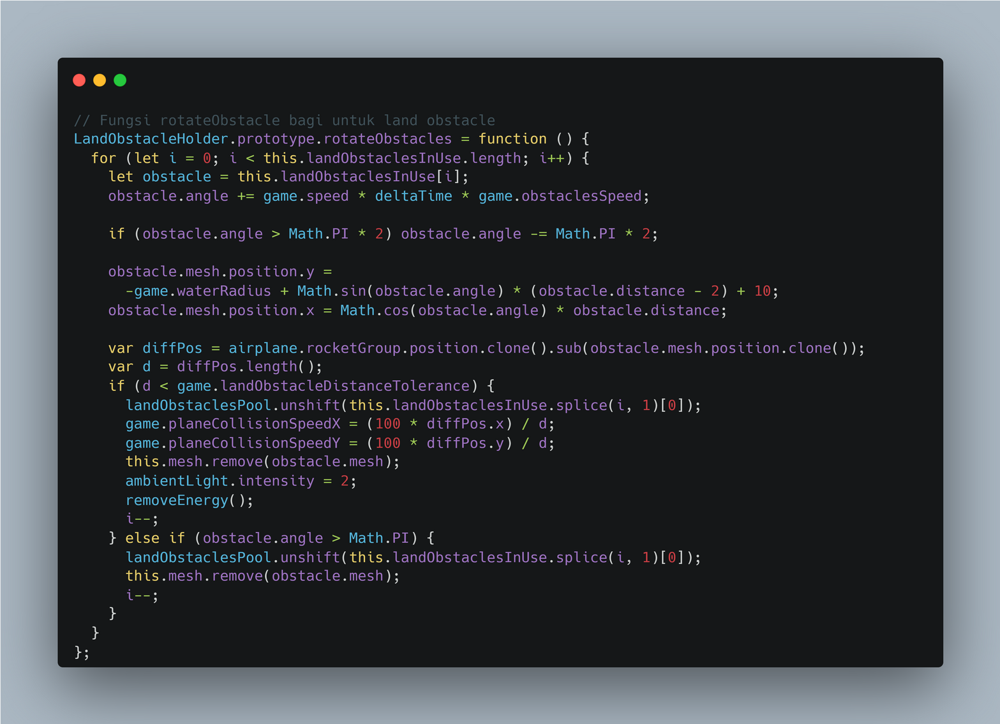 // Fungsi rotateObstacle bagi untuk land obstacle
LandObstacleHolder.prototype.rotateObstacles = function () {
  for (let i = 0; i < this.landObstaclesInUse.length; i++) {
    let obstacle = this.landObstaclesInUse[i];
    obstacle.angle += game.speed * deltaTime * game.obstaclesSpeed;

    if (obstacle.angle > Math.PI * 2) obstacle.angle -= Math.PI * 2;

    obstacle.mesh.position.y =
      -game.waterRadius + Math.sin(obstacle.angle) * (obstacle.distance - 2) + 10;
    obstacle.mesh.position.x = Math.cos(obstacle.angle) * obstacle.distance;

    var diffPos = airplane.rocketGroup.position.clone().sub(obstacle.mesh.position.clone());
    var d = diffPos.length();
    if (d < game.landObstacleDistanceTolerance) {
      landObstaclesPool.unshift(this.landObstaclesInUse.splice(i, 1)[0]);
      game.planeCollisionSpeedX = (100 * diffPos.x) / d;
      game.planeCollisionSpeedY = (100 * diffPos.y) / d;
      this.mesh.remove(obstacle.mesh);
      ambientLight.intensity = 2;
      removeEnergy();
      i--;
    } else if (obstacle.angle > Math.PI) {
      landObstaclesPool.unshift(this.landObstaclesInUse.splice(i, 1)[0]);
      this.mesh.remove(obstacle.mesh);
      i--;
    }
  }
};